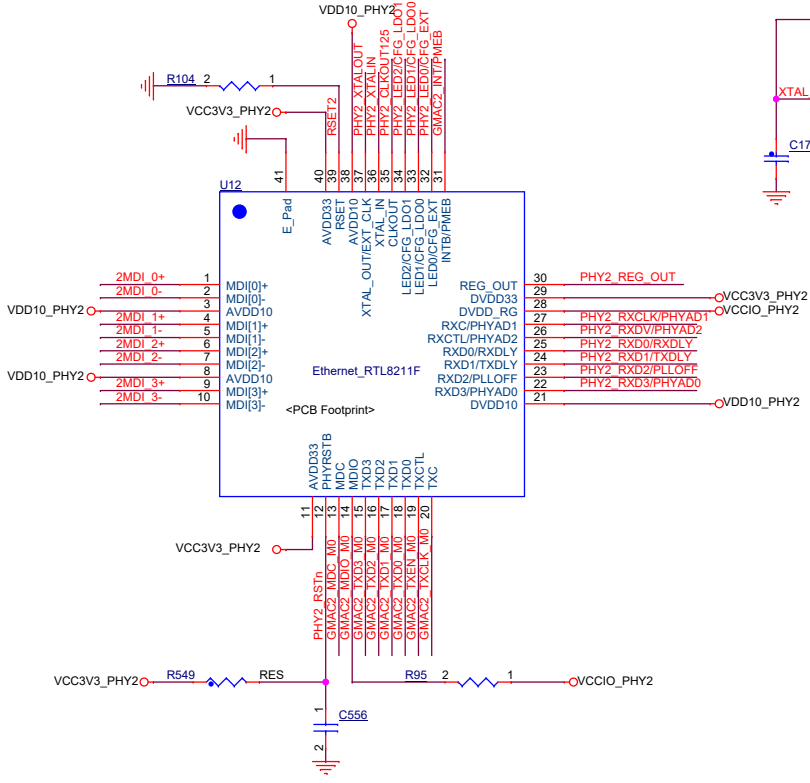 VDD10_PHY2
R104 2 1
VCC3V3_PHY2
RSET2
PHY2_XTALOUT
PHY2_XTALIN
PHY2_CLKOUT125
PHY2_LED2/CFG_LDO1
PHY2_LED1/CFG_LDO0
PHY2_LED0/CFG_EXT
GMAC2_INT/PMEB
XTAL
C17
41
40
39
38
37
36
35
34
33
32
31
U12
E_Pad
AVDD33
RSET
AVDD10
XTAL_OUT/EXT_CLK
XTAL_IN
CLKOUT
LED2/CFG_LDO1
LED1/CFG_LDO0
LED0/CFG_EXT
INTB/PMEB
2MDI_0+ 1 MDI[0]+
2MDI_0- 2 MDI[0]-
VDD10_PHY2 3 AVDD10
2MDI_1+ 4 MDI[1]+
2MDI_1- 5 MDI[1]-
2MDI_2+ 6 MDI[2]+
2MDI_2- 7 MDI[2]-
VDD10_PHY2 8 AVDD10
2MDI_3+ 9 MDI[3]+
2MDI_3- 10 MDI[3]-
REG_OUT 30 PHY2_REG_OUT
DVDD33 29 VCC3V3_PHY2
DVDD_RG 28 VCCIO_PHY2
RXC/PHYAD1 27 PHY2_RXCLK/PHYAD1
RXCTL/PHYAD2 26 PHY2_RXDV/PHYAD2
RXD0/RXDLY 25 PHY2_RXD0/RXDLY
RXD1/TXDLY 24 PHY2_RXD1/TXDLY
RXD2/PLLOFF 23 PHY2_RXD2/PLLOFF
RXD3/PHYAD0 22 PHY2_RXD3/PHYAD0
DVDD10 21 VDD10_PHY2
Ethernet_RTL8211F
<PCB Footprint>
AVDD33
PHYRSTB
MDC
MDIO
TXD3
TXD2
TXD1
TXD0
TXCTL
TXC
11
12
13
14
15
16
17
18
19
20
VCC3V3_PHY2
PHY2_RSTn
GMAC2_MDC_M0
GMAC2_MDIO_M0
GMAC2_TXD3_M0
GMAC2_TXD2_M0
GMAC2_TXD1_M0
GMAC2_TXD0_M0
GMAC2_TXEN_M0
GMAC2_TXCLK_M0
VCC3V3_PHY2 R549 RES
R95 2 1 VCCIO_PHY2
1
C556
2